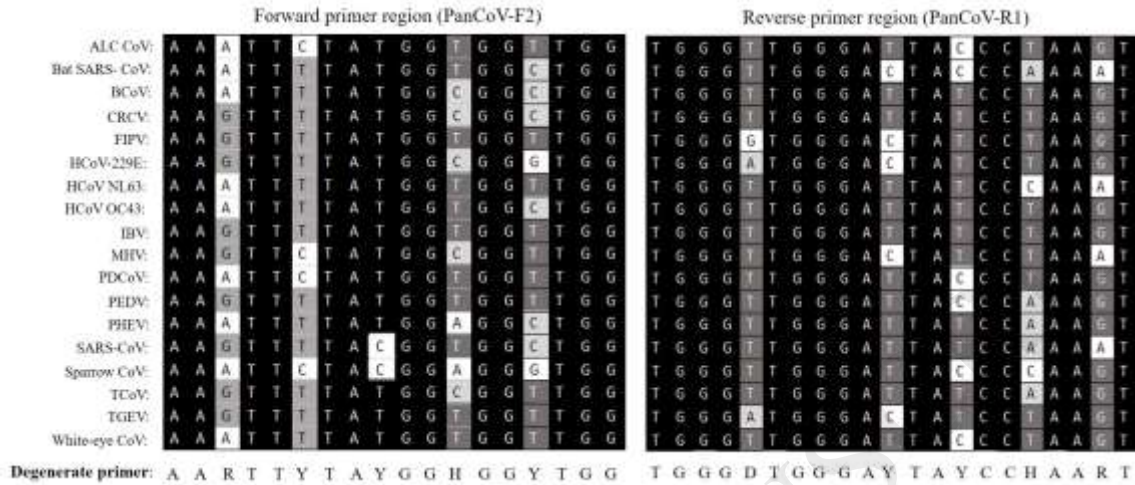 Forward primer region (PanCoV-F2) Reverse primer region (PanCoV-R1)
ALC CoV: A A A T T C T A T G G T G G T T G G T G G G T T G G G A T T A C C C T A A G T
Bat SARS- CoV: A A A T T T T A T G G T G G C T G G T G G G T T G G G A C T A C C C A A A A T
BCoV: A A A T T T T A T G G C G G C T G G T G G G T T G G G A T T A T C C T A A G T
CRCV: A A G T T T T A T G G C G G C T G G T G G G T T G G G A T T A T C C T A A G T
FIPV: A A G T T T T A T G G T G G T T G G T G G G G T G G G A C T A T C C T A A G T
HCoV-229E: A A G T T T T A T G G C G G G T G G T G G G A T G G G A C T A T C C T A A G T
HCoV NL63: A A A T T T T A T G G T G G T T G G T G G G T T G G G A T T A T C C C A A A T
HCoV OC43: A A A T T T T A T G G T G G C T G G T G G G T T G G G A T T A T C C T A A G T
IBV: A A G T T T T A T G G T G G T T G G T G G G T T G G G A T T A T C C T A A G T
MHV: A A G T T C T A T G G C G G T T G G T G G G T T G G G A C T A T C C T A A A T
PDCoV: A A A T T C T A T G G T G G T T G G T G G G T T G G G A T T A C C C T A A G T
PEDV: A A G T T T T A T G G T G G T T G G T G G G T T G G G A T T A C C C A A A G T
PHEV: A A A T T T T A T G G A G G C T G G T G G G T T G G G A T T A T C C A A A G T
SARS-CoV: A A G T T T T A C G G T G G C T G G T G G G T T G G G A T T A T C C A A A A T
Sparrow CoV: A A A T T C T A C G G A G G G T G G T G G G T T G G G A T T A C C C C A A G T
TCoV: A A G T T T T A T G G C G G T T G G T G G G T T G G G A T T A T C C A A A G T
TGEV: A A G T T T T A T G G T G G T T G G T G G G A T G G G A C T A T C C T A A G T
White-eye CoV: A A A T T T T A T G G T G G T T G G T G G G T T G G G A T T A C C C T A A G T
Degenerate primer: A A R T T Y T A Y G G H G G Y T G G T G G G D T G G G A Y T A Y C C H A A R T